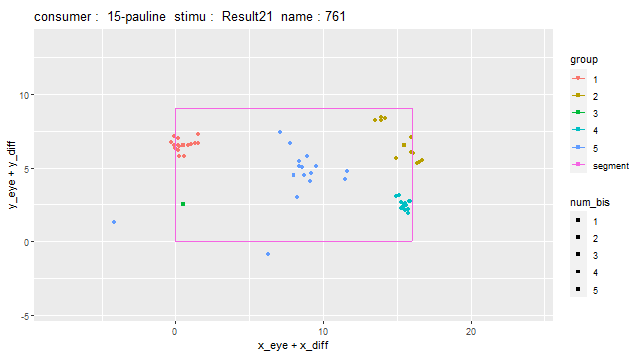 consumer :  15-pauline  stimu :  Result21  name : 761
10
5
0
-5
0
10
20
x_eye + x_diff
y_eye + y_diff
group
1
2
3
4
5
segment
num_bis
1
2
3
4
5